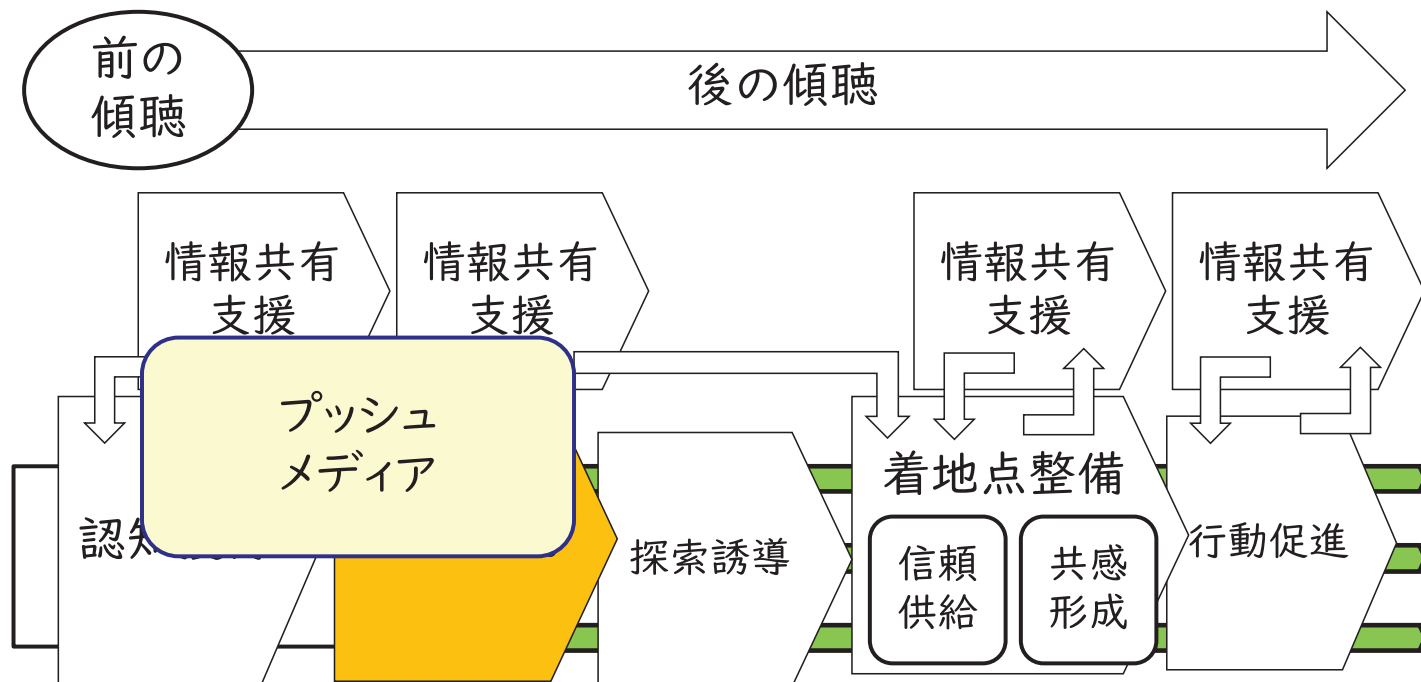 前の
傾聴
後の傾聴
情報共有
支援
情報共有
支援
情報共有
支援
情報共有
支援
プッシュ
メディア
認知
探索誘導
着地点整備
信頼
供給
共感
形成
行動促進